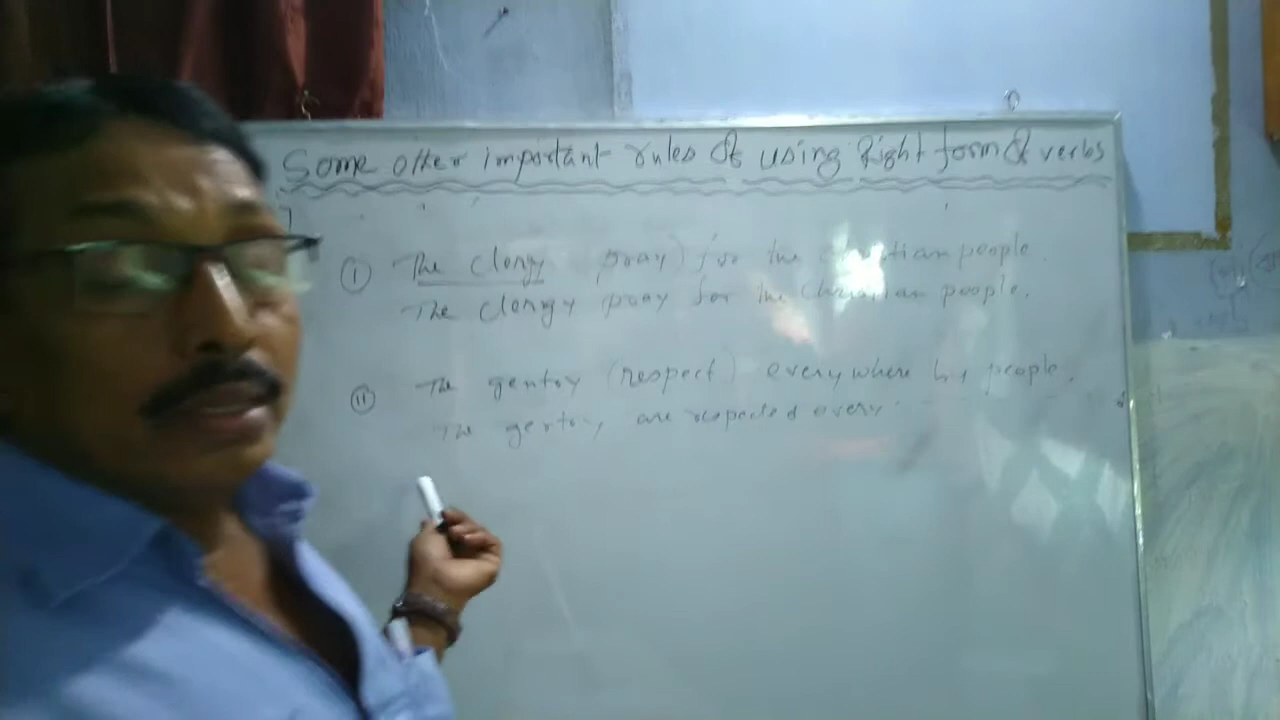 Some other important rules Of using Right form Of verbs
(i) The clergy pray) for the Christian people.
The clergy pray for the Christian people.
(ii) The gentry (respect) everywhere by people.
The gentry are respected every